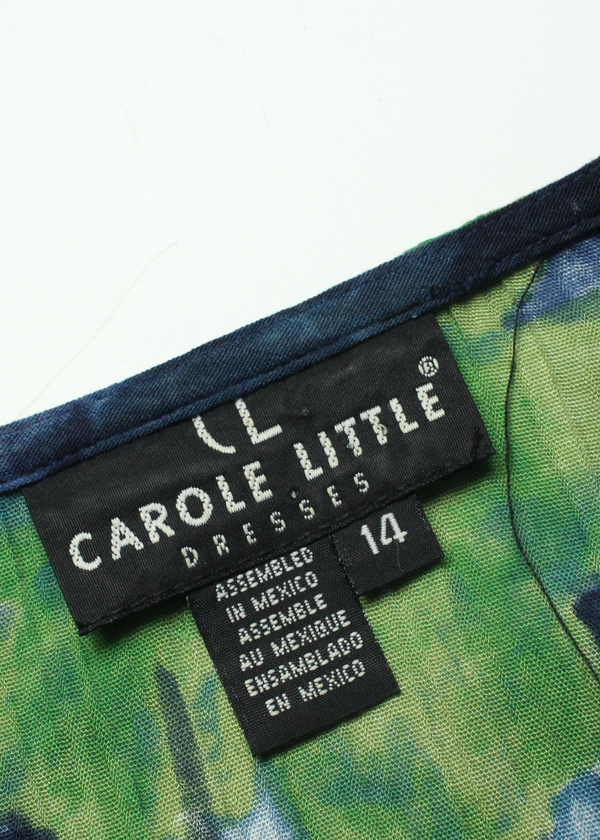 CL
CAROLE LITTLE®
DRESSES
14
ASSEMBLED
IN MEXICO
ASSEMBLE
AU MEXIQUE
ENSAMBLADO
EN MEXICO